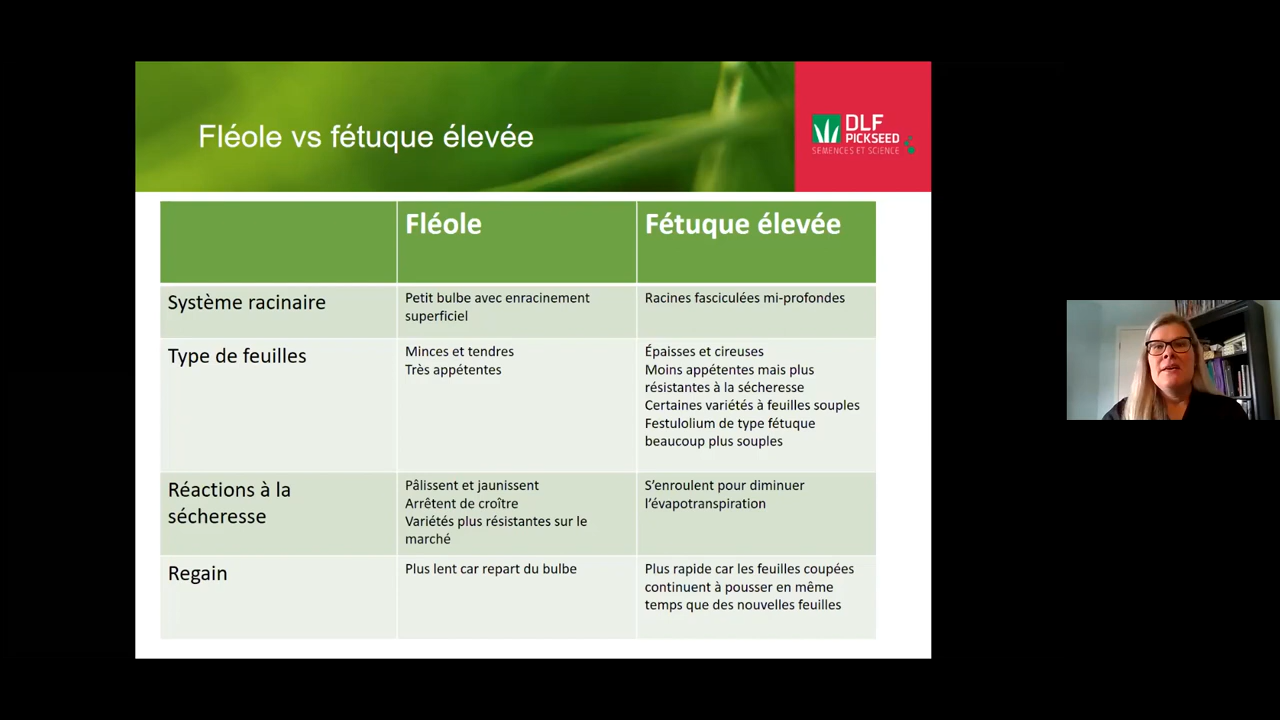 Fléole vs fétuque élevée
DLF
PICKSEED
SEMENCES ET SCIENCE
Fléole
Fétuque élevée
Système racinaire
Petit bulbe avec enracinement
superficiel
Racines fasciculées mi-profondes
Type de feuilles
Minces et tendres
Très appétentes
Épaisses et cireuses
Moins appétentes mais plus
résistantes à la sécheresse
Certaines variétés à feuilles souples
Festulolium de type fétuque
beaucoup plus souples
Réactions à la
sécheresse
Pâlissent et jaunissent
Arrêtent de croître
Variétés plus résistantes sur le
marché
S'enroulent pour diminuer
l'évapotranspiration
Regain
Plus lent car repart du bulbe
Plus rapide car les feuilles coupées
continuent à pousser en même
temps que des nouvelles feuilles